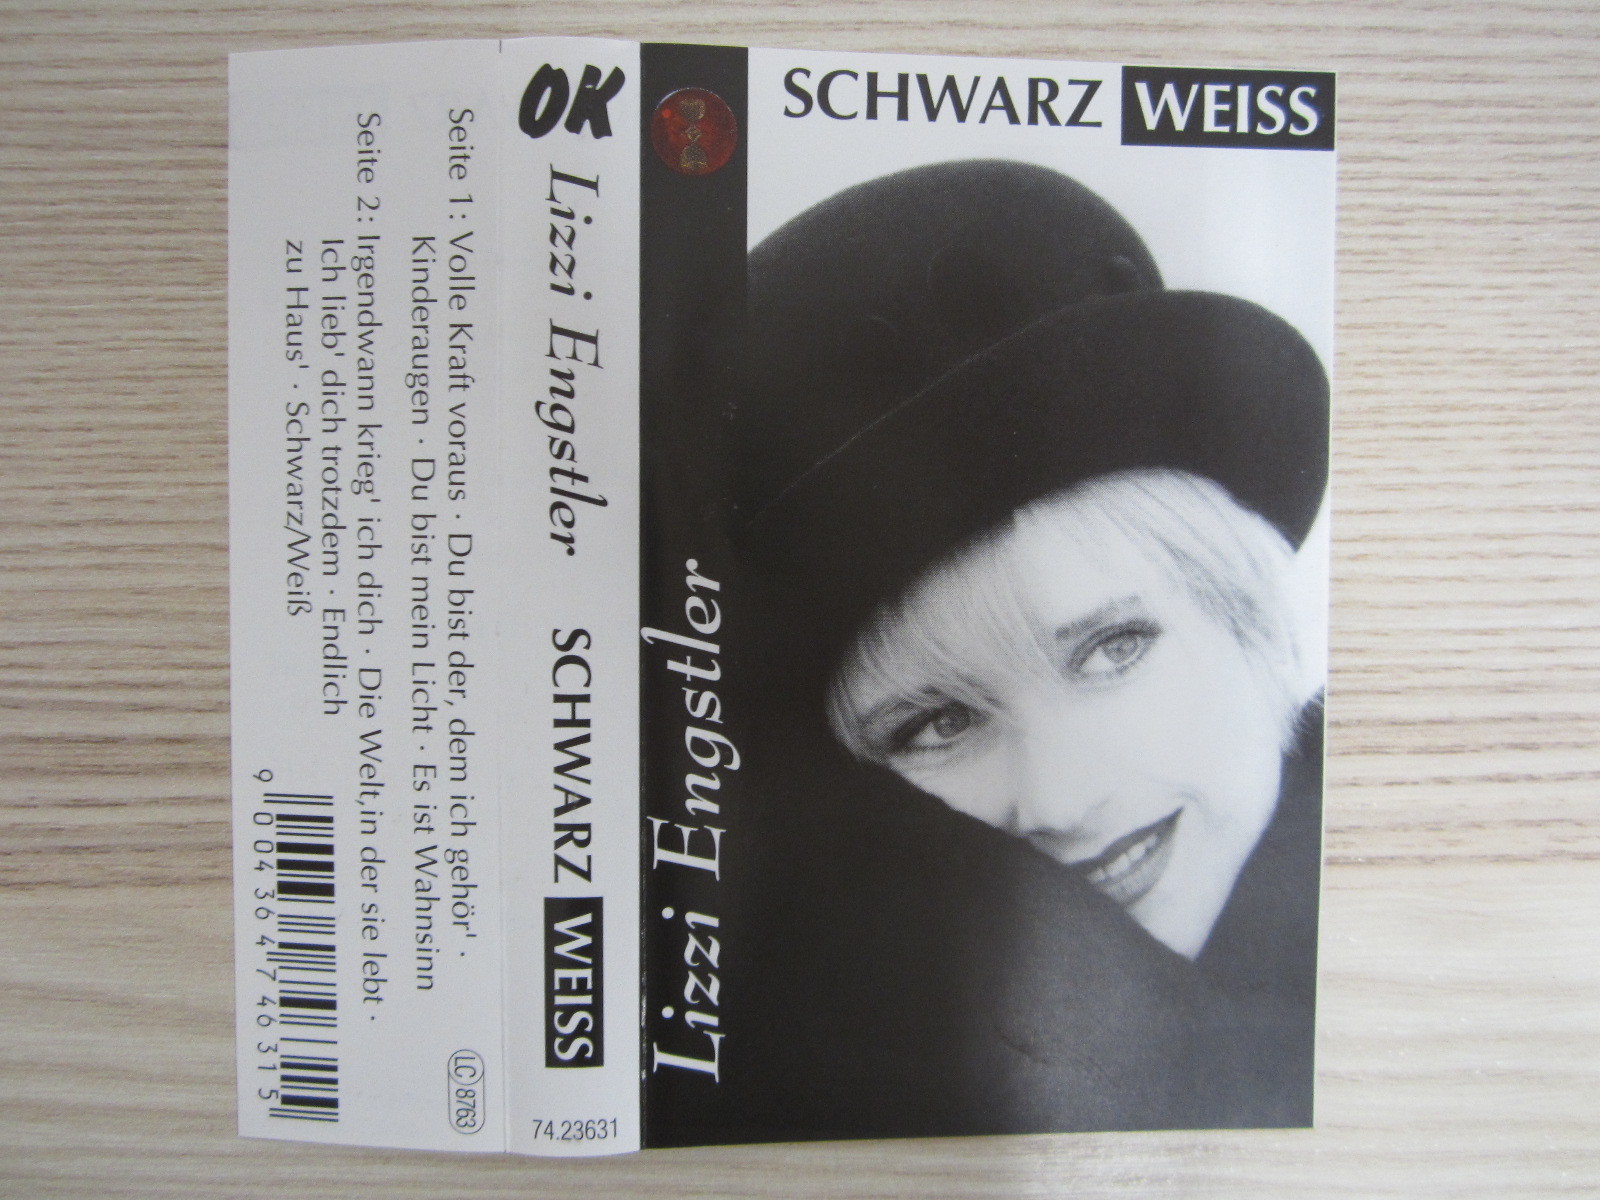 SCHWARZ WEISS
Lizzi Engstler
OK
Lizzi Engstler SCHWARZ WEISS
74.23631
Seite 1: Volle Kraft voraus · Du bist der, dem ich gehör' ·
Kinderaugen · Du bist mein Licht · Es ist Wahnsinn
Seite 2: Irgendwann krieg' ich dich · Die Welt,in der sie lebt ·
Ich lieb' dich trotzdem · Endlich
zu Haus' · Schwarz/Weiß
LC 8763
9 004364 746315